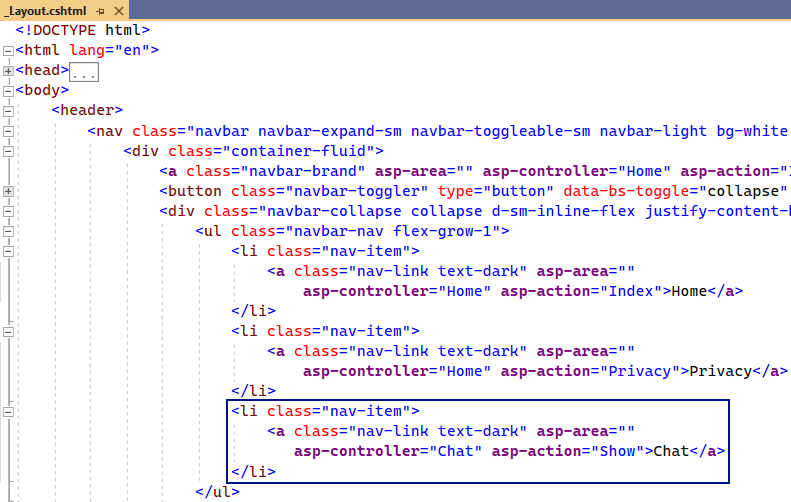 _Layout.cshtml
<!DOCTYPE html>
<html lang="en">
<head>...
<body>
<header>
<nav class="navbar navbar-expand-sm navbar-toggleable-sm navbar-light bg-white
<div class="container-fluid">
<a class="navbar-brand" asp-area="" asp-controller="Home" asp-action="I
<button class="navbar-toggler" type="button" data-bs-toggle="collapse"
<div class="navbar-collapse collapse d-sm-inline-flex justify-content-b
<ul class="navbar-nav flex-grow-1">
<li class="nav-item">
<a class="nav-link text-dark" asp-area=""
asp-controller="Home" asp-action="Index">Home</a>
</li>
<li class="nav-item">
<a class="nav-link text-dark" asp-area=""
asp-controller="Home" asp-action="Privacy">Privacy</a>
</li>
<li class="nav-item">
<a class="nav-link text-dark" asp-area=""
asp-controller="Chat" asp-action="Show">Chat</a>
</li>
</ul>